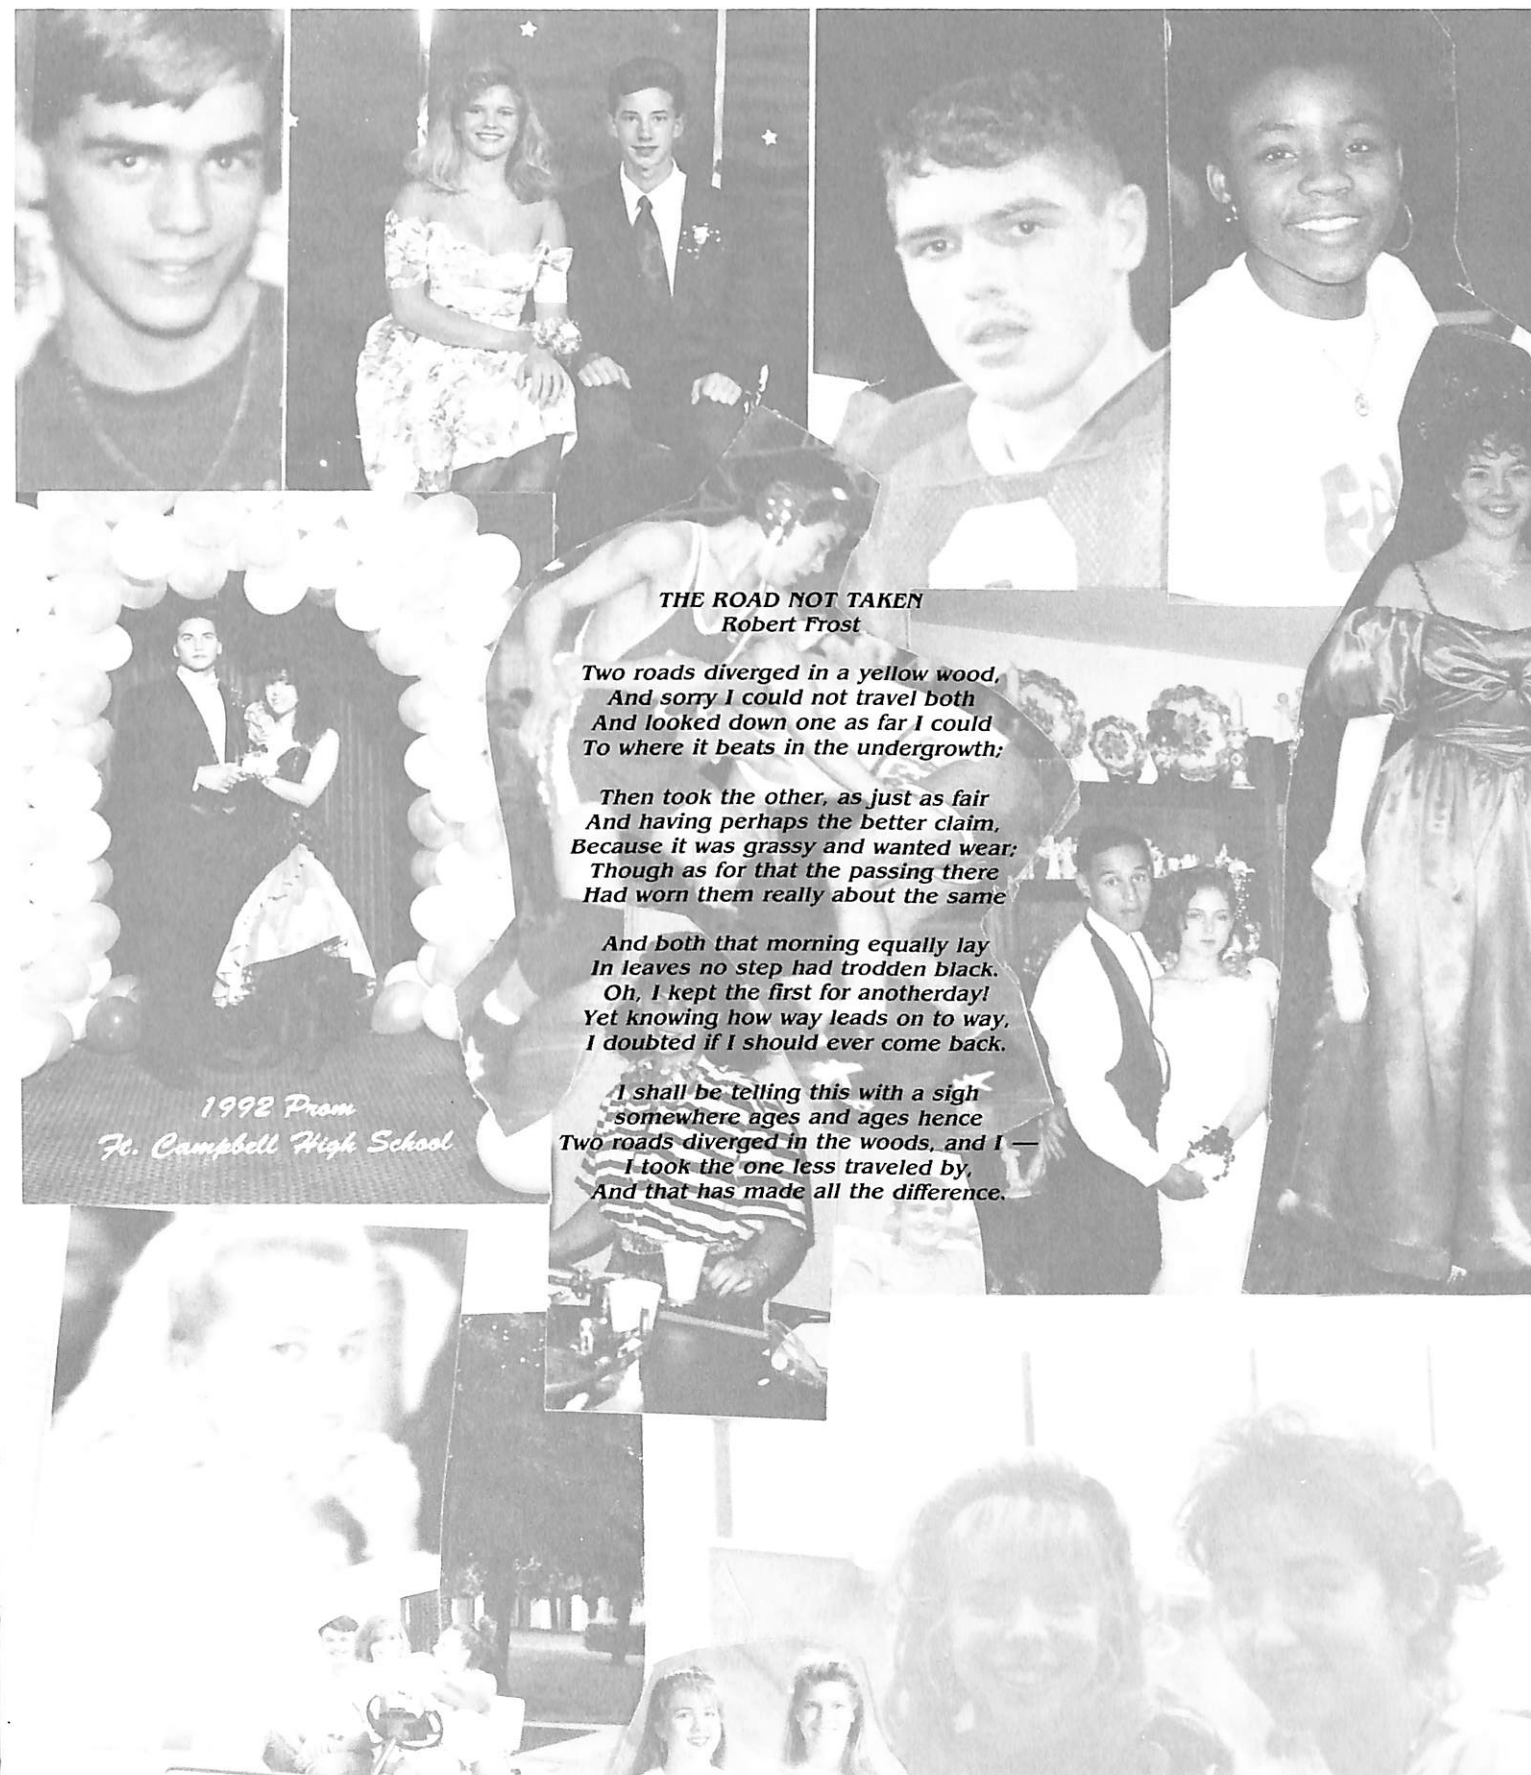 THE ROAD NOT TAKEN
Robert Frost
Two roads diverged in a yellow wood,
And sorry I could not travel both
And looked down one as far I could
To where it beats in the undergrowth;
Then took the other, as just as fair
And having perhaps the better claim,
Because it was grassy and wanted wear;
Though as for that the passing there
Had worn them really about the same
And both that morning equally lay
In leaves no step had trodden black.
Oh, I kept the first for anotherday!
Yet knowing how way leads on to way,
I doubted if I should ever come back.
I shall be telling this with a sigh
somewhere ages and ages hence
Two roads diverged in the woods, and I —
I took the one less traveled by,
And that has made all the difference.
1992 Prom
Ft. Campbell High School